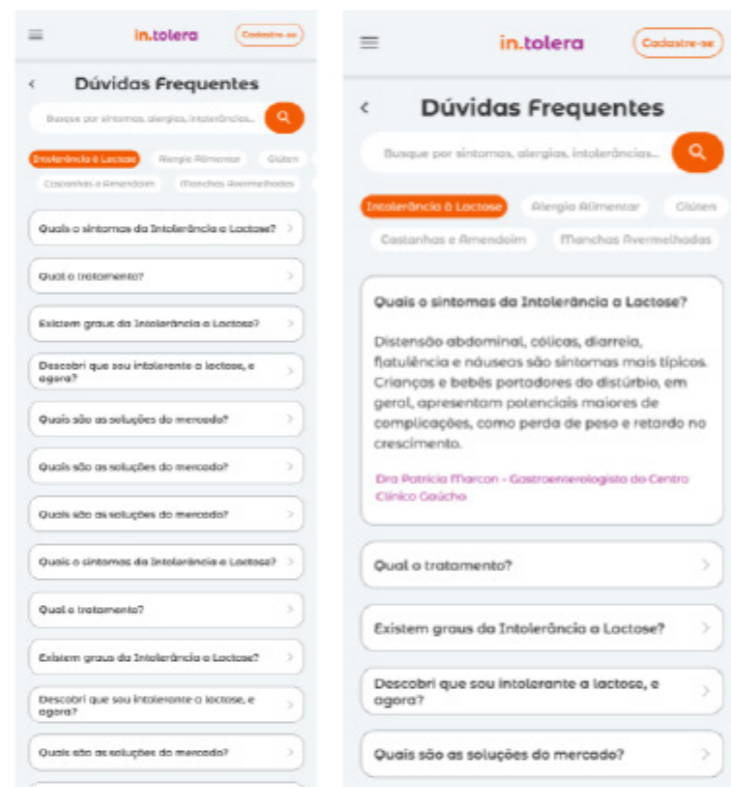 in.tolera
Cadastre-se
Dúvidas Frequentes
Busque por sintomas, alergias, intolerâncias...
Intolerância à Lactose
Alergia Alimentar
Glúten
Castanhas e Amendoim
Manchas Avermelhadas
Quais o sintomas da Intolerância a Lactose?
Qual o tratamento?
Existem graus da Intolerância a Lactose?
Descobri que sou intolerante a lactose, e
agora?
Quais são as soluções do mercado?
Quais são as soluções do mercado?
Quais são as soluções do mercado?
Quais o sintomas da Intolerância a Lactose?
Qual o tratamento?
Existem graus da Intolerância a Lactose?
Descobri que sou intolerante a lactose, e
agora?
Quais são as soluções do mercado?
in.tolera
Cadastre-se
Dúvidas Frequentes
Busque por sintomas, alergias, intolerâncias...
Intolerância à Lactose
Alergia Alimentar
Glúten
Castanhas e Amendoim
Manchas Avermelhadas
Quais o sintomas da Intolerância a Lactose?
Distensão abdominal, cólicas, diarreia,
flatulência e náuseas são sintomas mais típicos.
Crianças e bebês portadores do distúrbio, em
geral, apresentam potenciais maiores de
complicações, como perda de peso e retardo no
crescimento.
Dra Patrícia Marcon - Gastroenterologista do Centro
Clínico Gaúcho
Qual o tratamento?
Existem graus da Intolerância a Lactose?
Descobri que sou intolerante a lactose, e
agora?
Quais são as soluções do mercado?